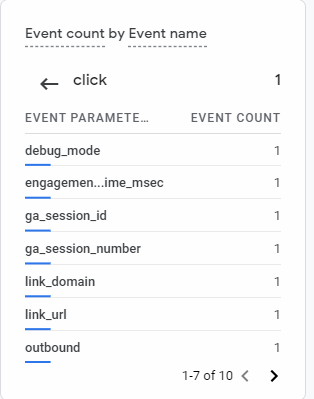 Event count by Event name
click 1
EVENT PARAMETE... EVENT COUNT
debug_mode 1
engagemen...ime_msec 1
ga_session_id 1
ga_session_number 1
link_domain 1
link_url 1
outbound 1
1-7 of 10